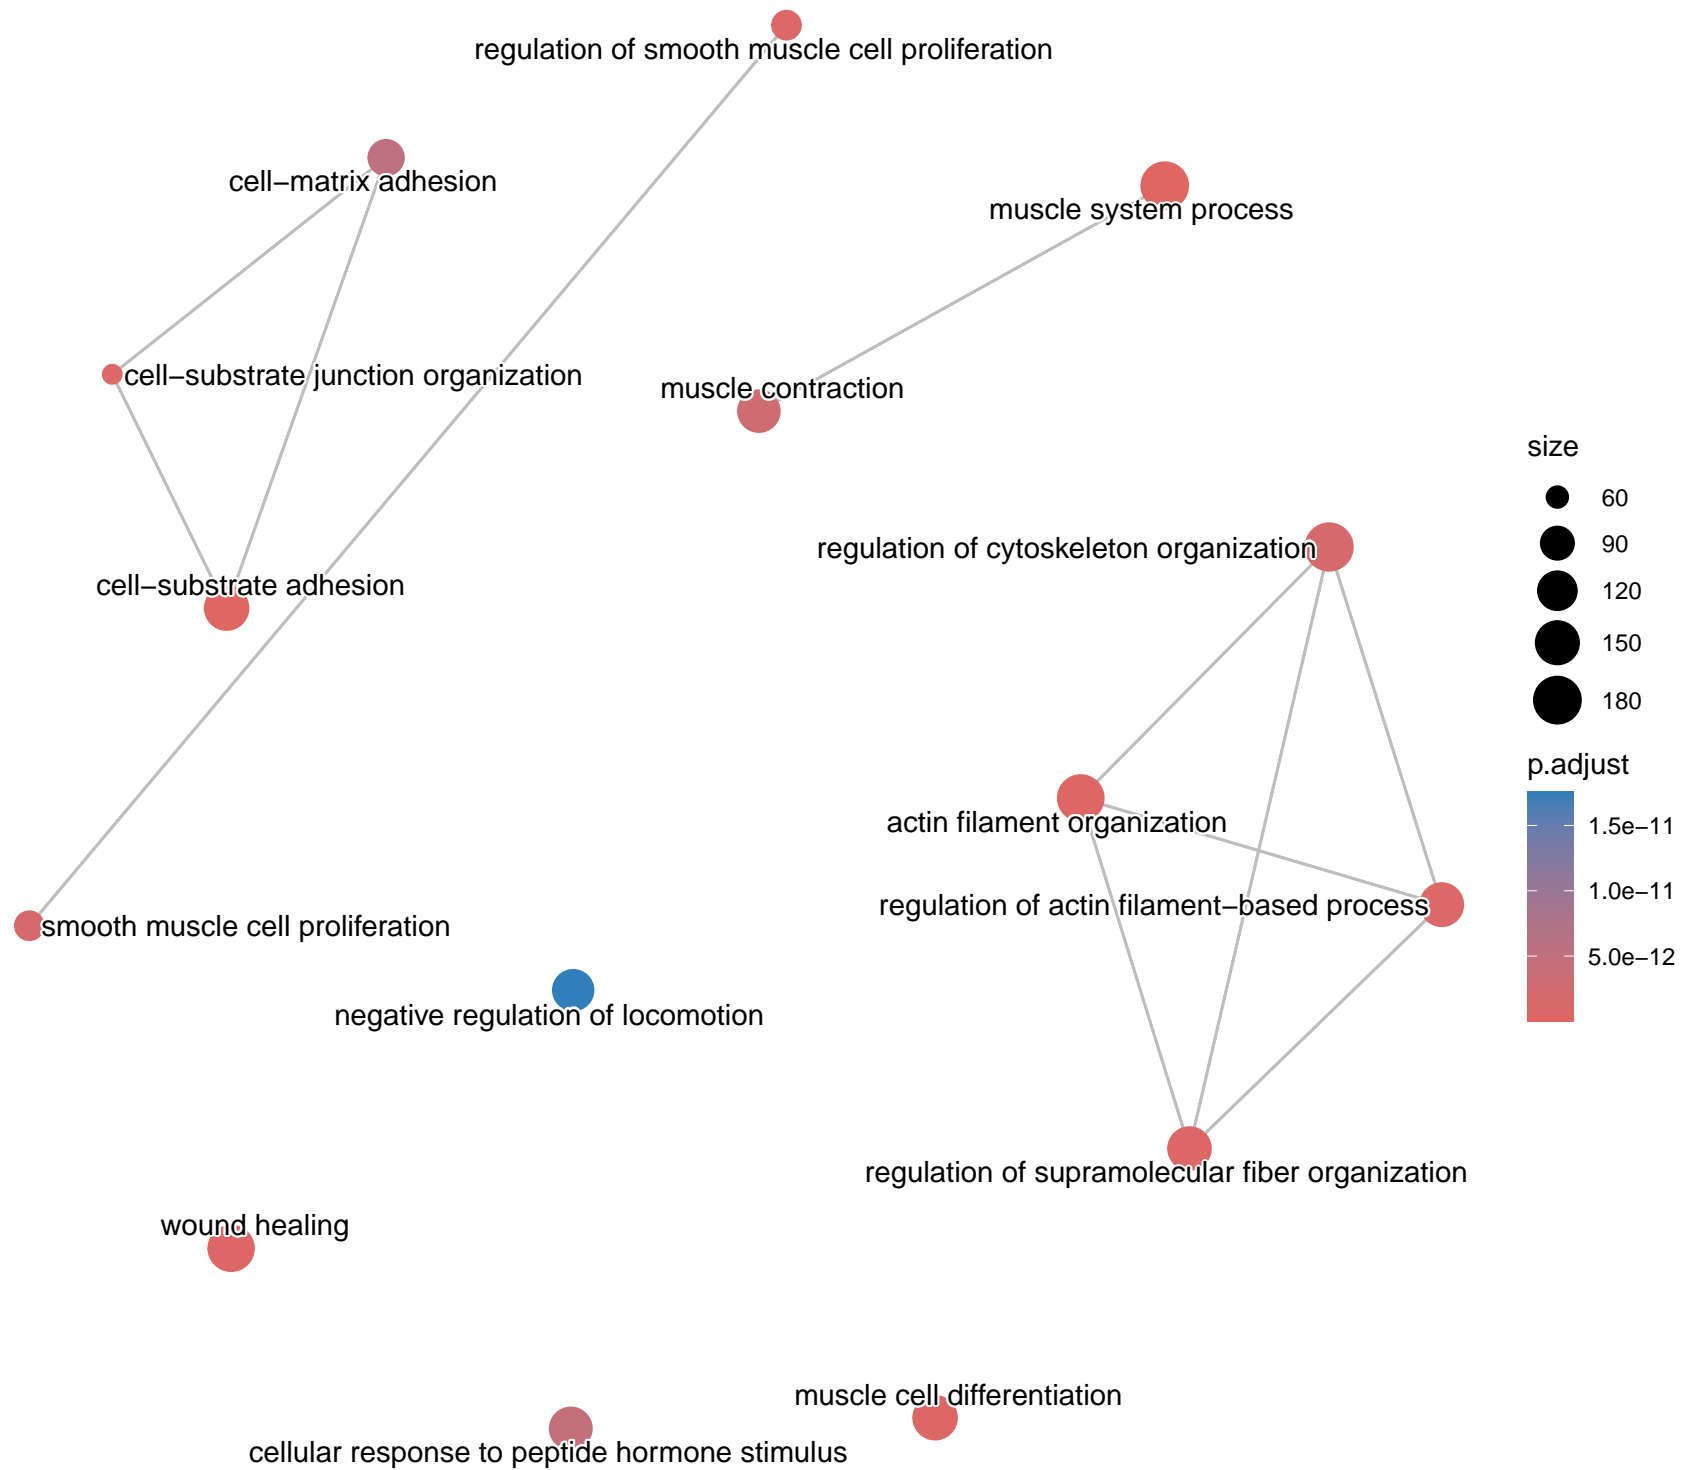 regulation of smooth muscle cell proliferation
cell−matrix adhesion
muscle system process
cell−substrate junction organization
muscle contraction
regulation of cytoskeleton organization
cell−substrate adhesion
actin filament organization
regulation of actin filament−based process
smooth muscle cell proliferation
negative regulation of locomotion
regulation of supramolecular fiber organization
wound healing
muscle cell differentiation
cellular response to peptide hormone stimulus
size
60
90
120
150
180
p.adjust
1.5e−11
1.0e−11
5.0e−12